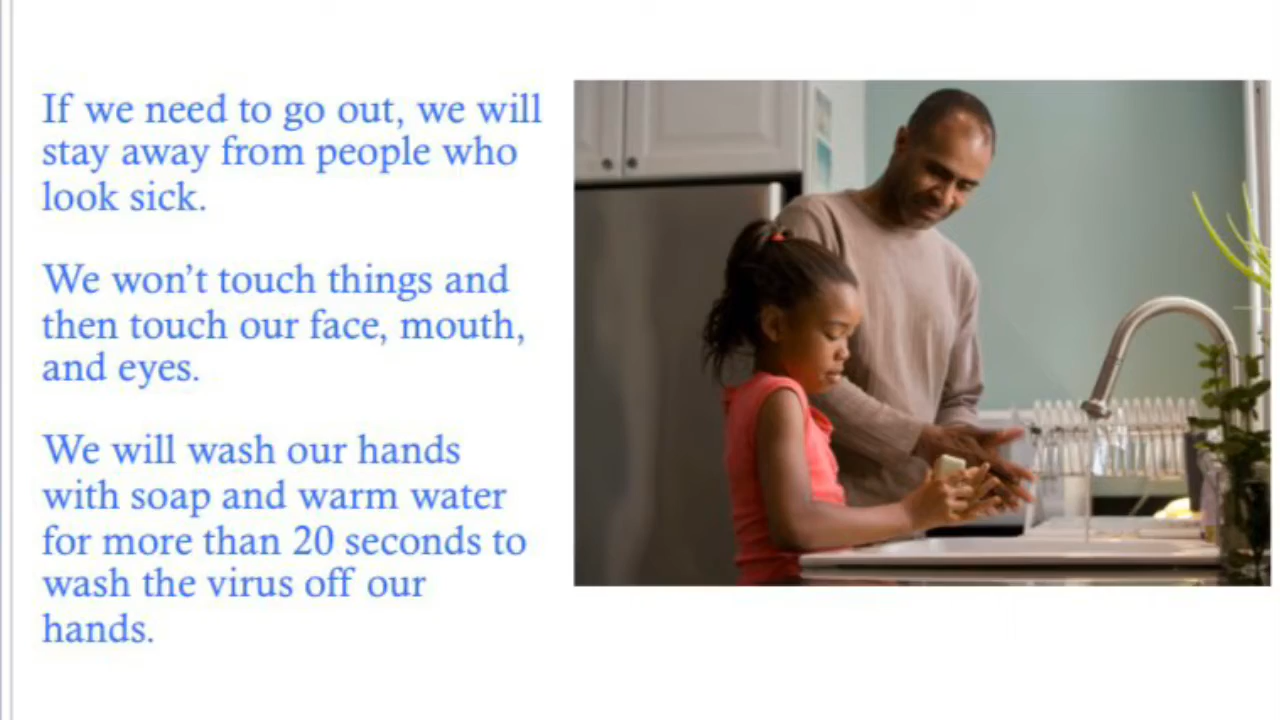 If we need to go out, we will
stay away from people who
look sick.
We won’t touch things and
then touch our face, mouth,
and eyes.
We will wash our hands
with soap and warm water
for more than 20 seconds to
wash the virus off our
hands.